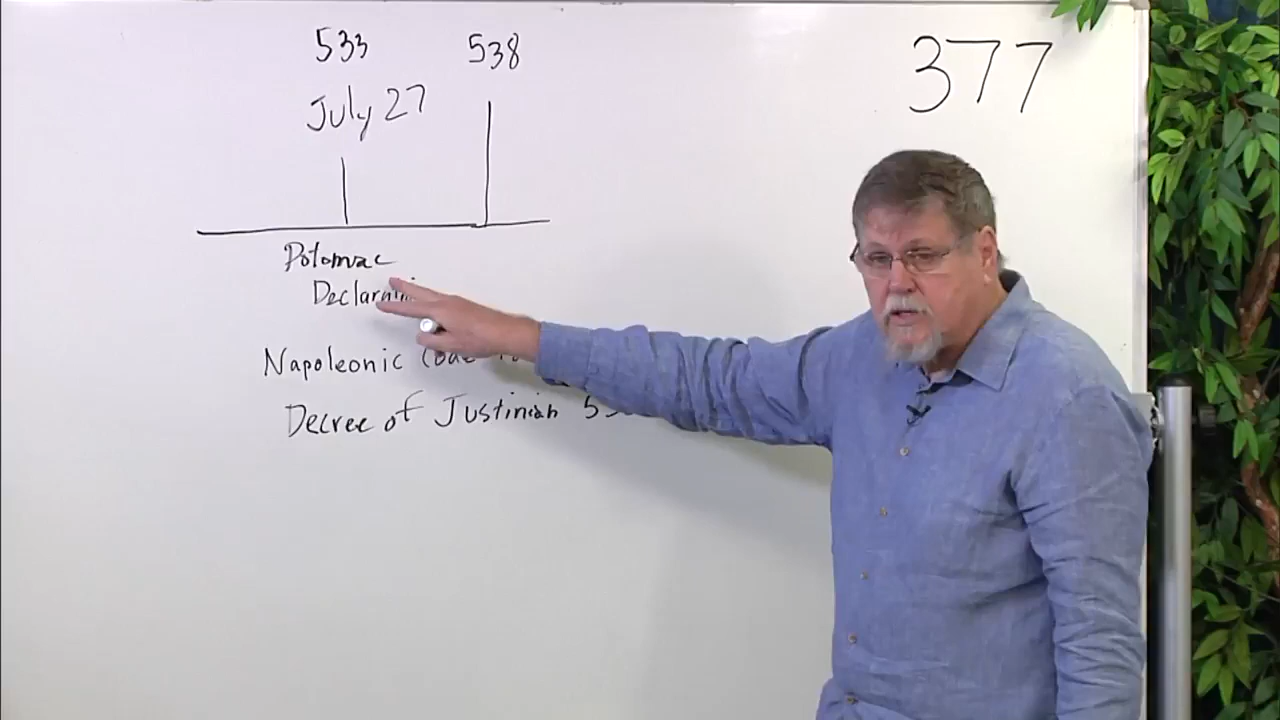 533 538
377
July 27
Potomac
Napoleonic
Decree of Justinian